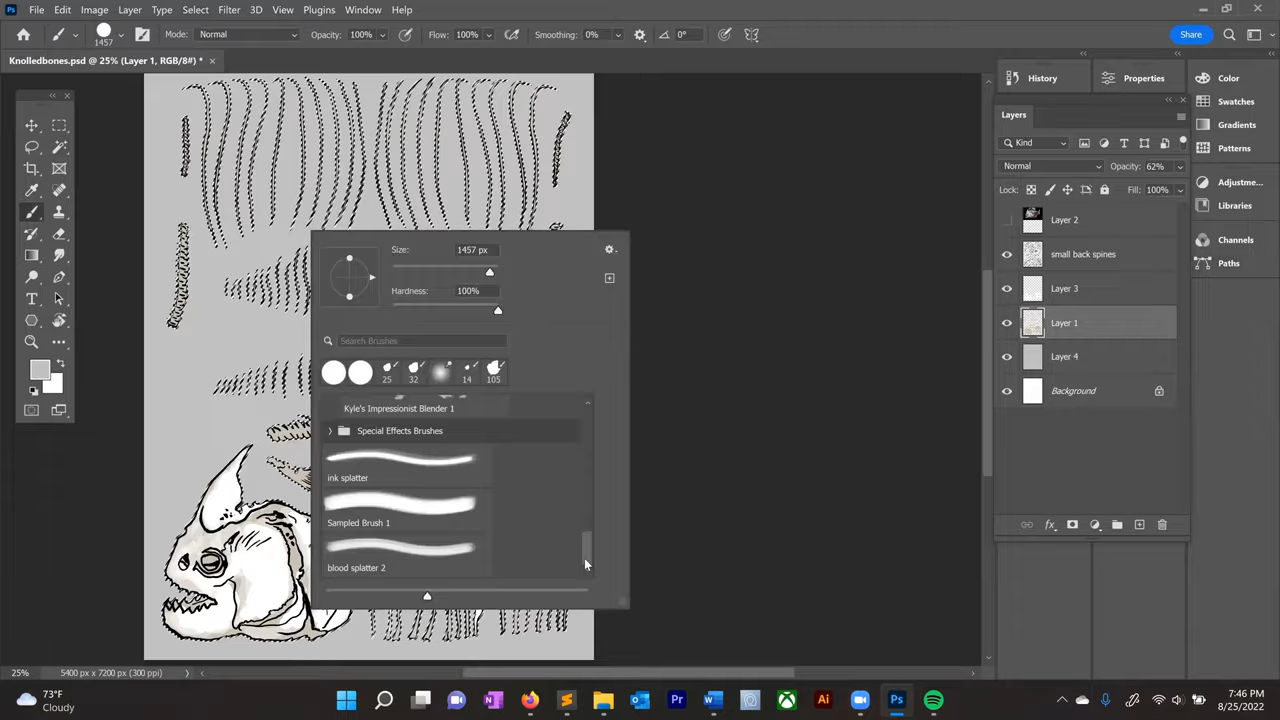 Ps File Edit Image Layer Type Select Filter 3D View Plugins Window Help
1457 Mode: Normal Opacity: 100% Flow: 100% Smoothing: 0% 0° Share
Knolledbones.psd @ 25% (Layer 1, RGB/8#) * ×
History Properties Color
Swatches
Layers
Gradients
Kind
Patterns
Normal Opacity: 62%
Adjustme...
Lock: Fill: 100%
Libraries
Layer 2
Channels
small back spines
Paths
Layer 3
Layer 1
Layer 4
Background
Size: 1457 px
Hardness: 100%
Search Brushes
25 32 14 105
Kyle's Impressionist Blender 1
Special Effects Brushes
ink splatter
Sampled Brush 1
blood splatter 2
25% 5400 px x 7200 px (300 ppi)
73°F
Cloudy
Pr Ai Ps
7:46 PM
8/25/2022